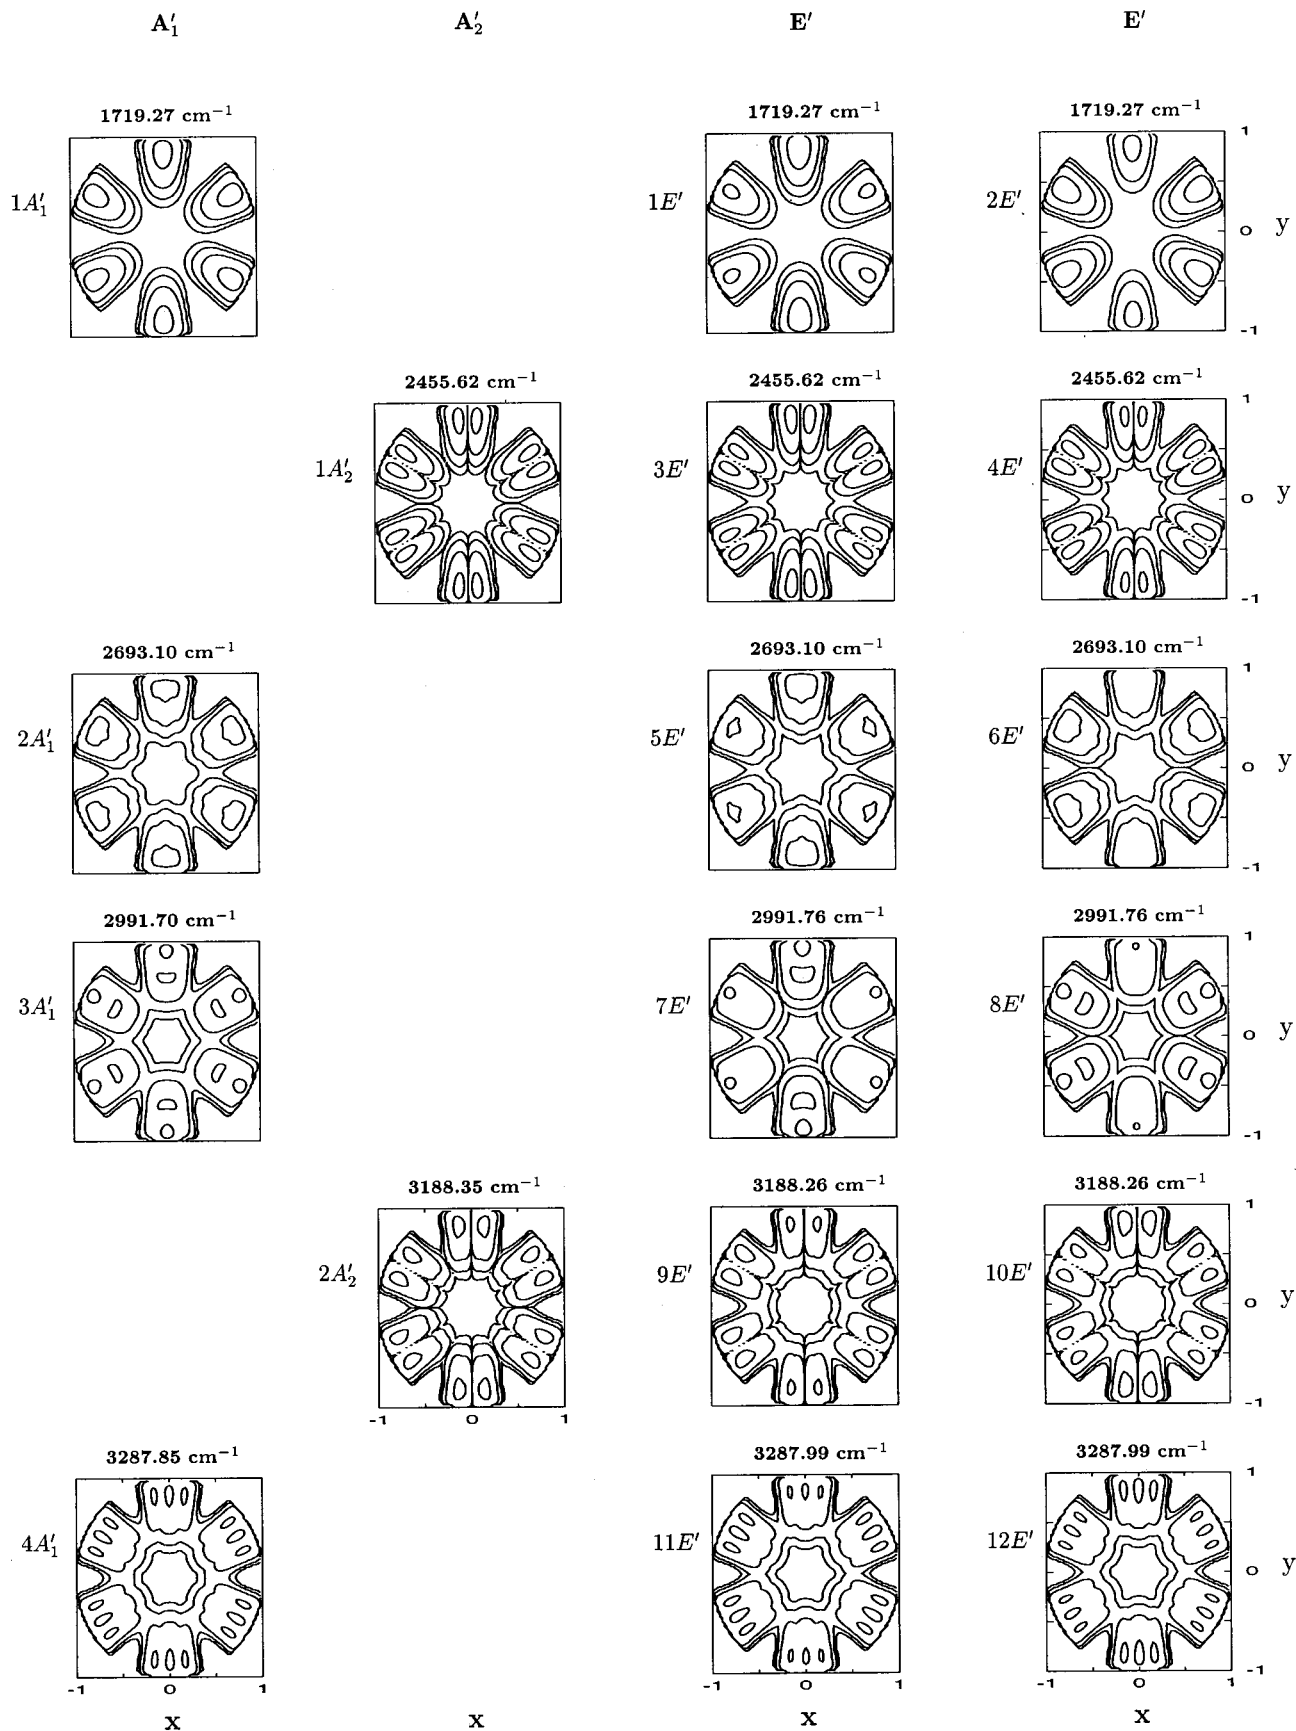 A′₁ A′₂ E′ E′
1719.27 cm⁻¹ 1719.27 cm⁻¹ 1719.27 cm⁻¹
1
1A′₁ 1E′ 2E′ 0 y
-1
2455.62 cm⁻¹ 2455.62 cm⁻¹ 2455.62 cm⁻¹
1
1A′₂ 3E′ 4E′ 0 y
-1
2693.10 cm⁻¹ 2693.10 cm⁻¹ 2693.10 cm⁻¹
1
2A′₁ 5E′ 6E′ 0 y
-1
2991.70 cm⁻¹ 2991.76 cm⁻¹ 2991.76 cm⁻¹
1
3A′₁ 7E′ 8E′ 0 y
-1
3188.35 cm⁻¹ 3188.26 cm⁻¹ 3188.26 cm⁻¹
1
2A′₂ 9E′ 10E′ 0 y
-1
-1 0 1
3287.85 cm⁻¹ 3287.99 cm⁻¹ 3287.99 cm⁻¹
1
4A′₁ 11E′ 12E′ 0 y
-1
-1 0 1 -1 0 1 -1 0 1
x x x x